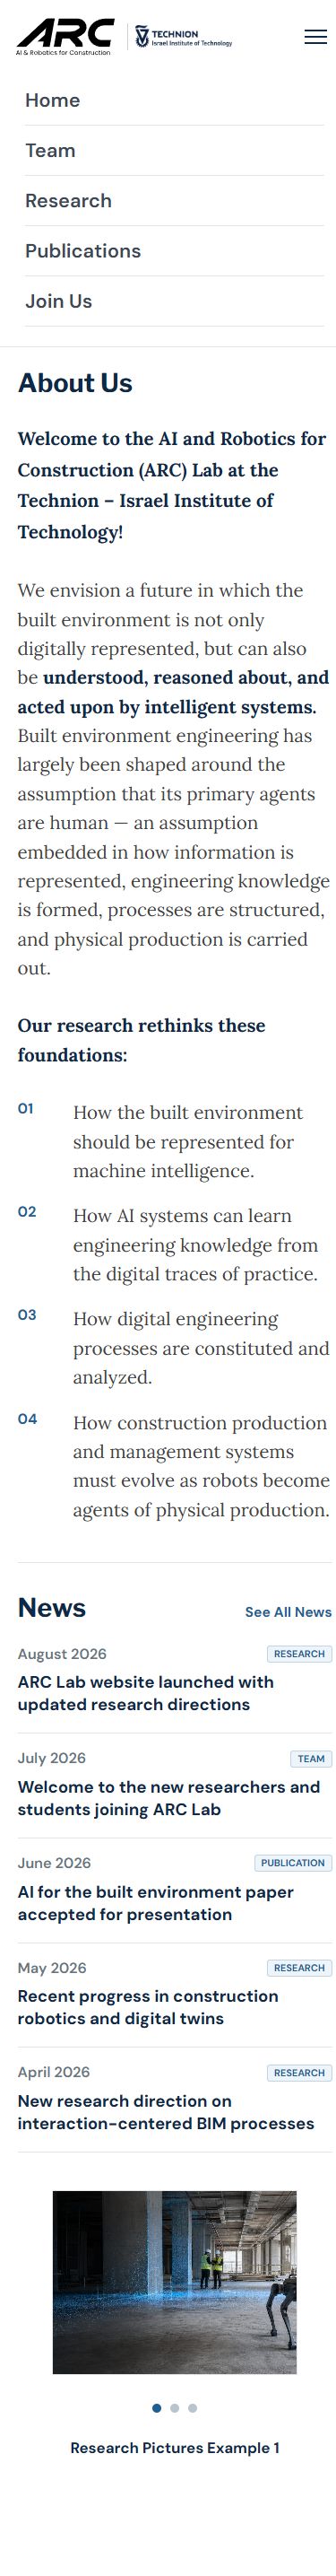 ARC
AI & Robotics for Construction
TECHNION
Israel Institute of Technology
Home
Team
Research
Publications
Join Us
About Us
Welcome to the AI and Robotics for
Construction (ARC) Lab at the
Technion – Israel Institute of
Technology!
We envision a future in which the
built environment is not only
digitally represented, but can also
be understood, reasoned about, and
acted upon by intelligent systems.
Built environment engineering has
largely been shaped around the
assumption that its primary agents
are human — an assumption
embedded in how information is
represented, engineering knowledge
is formed, processes are structured,
and physical production is carried
out.
Our research rethinks these
foundations:
01 How the built environment
should be represented for
machine intelligence.
02 How AI systems can learn
engineering knowledge from
the digital traces of practice.
03 How digital engineering
processes are constituted and
analyzed.
04 How construction production
and management systems
must evolve as robots become
agents of physical production.
News See All News
August 2026 RESEARCH
ARC Lab website launched with
updated research directions
July 2026 TEAM
Welcome to the new researchers and
students joining ARC Lab
June 2026 PUBLICATION
AI for the built environment paper
accepted for presentation
May 2026 RESEARCH
Recent progress in construction
robotics and digital twins
April 2026 RESEARCH
New research direction on
interaction-centered BIM processes
Research Pictures Example 1